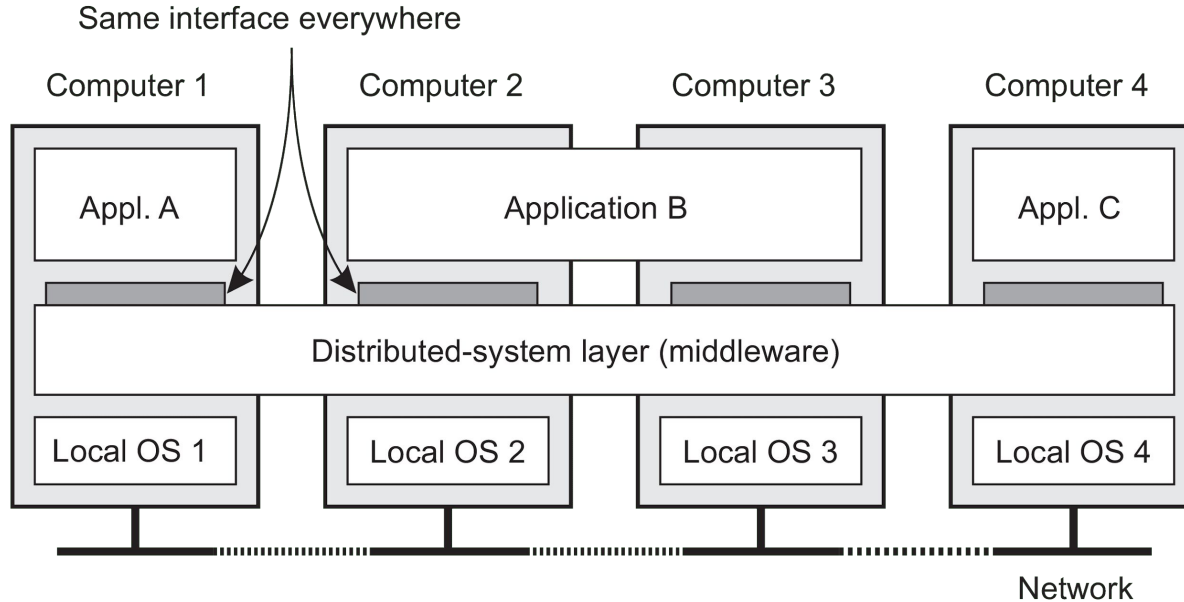 Same interface everywhere
Computer 1
Computer 2
Computer 3
Computer 4
Appl. A
Application B
Appl. C
Distributed-system layer (middleware)
Local OS 1
Local OS 2
Local OS 3
Local OS 4
Network